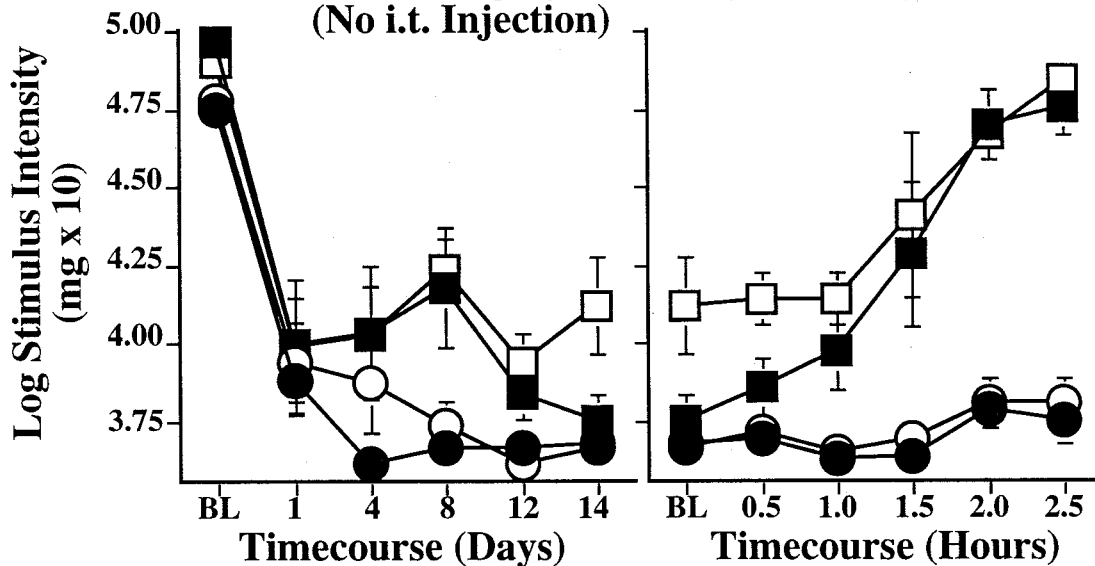 (No i.t. Injection)
Log Stimulus Intensity
(mg x 10)
5.00
4.75
4.50
4.25
4.00
3.75
BL 1 4 8 12 14
Timecourse (Days)
BL 0.5 1.0 1.5 2.0 2.5
Timecourse (Hours)